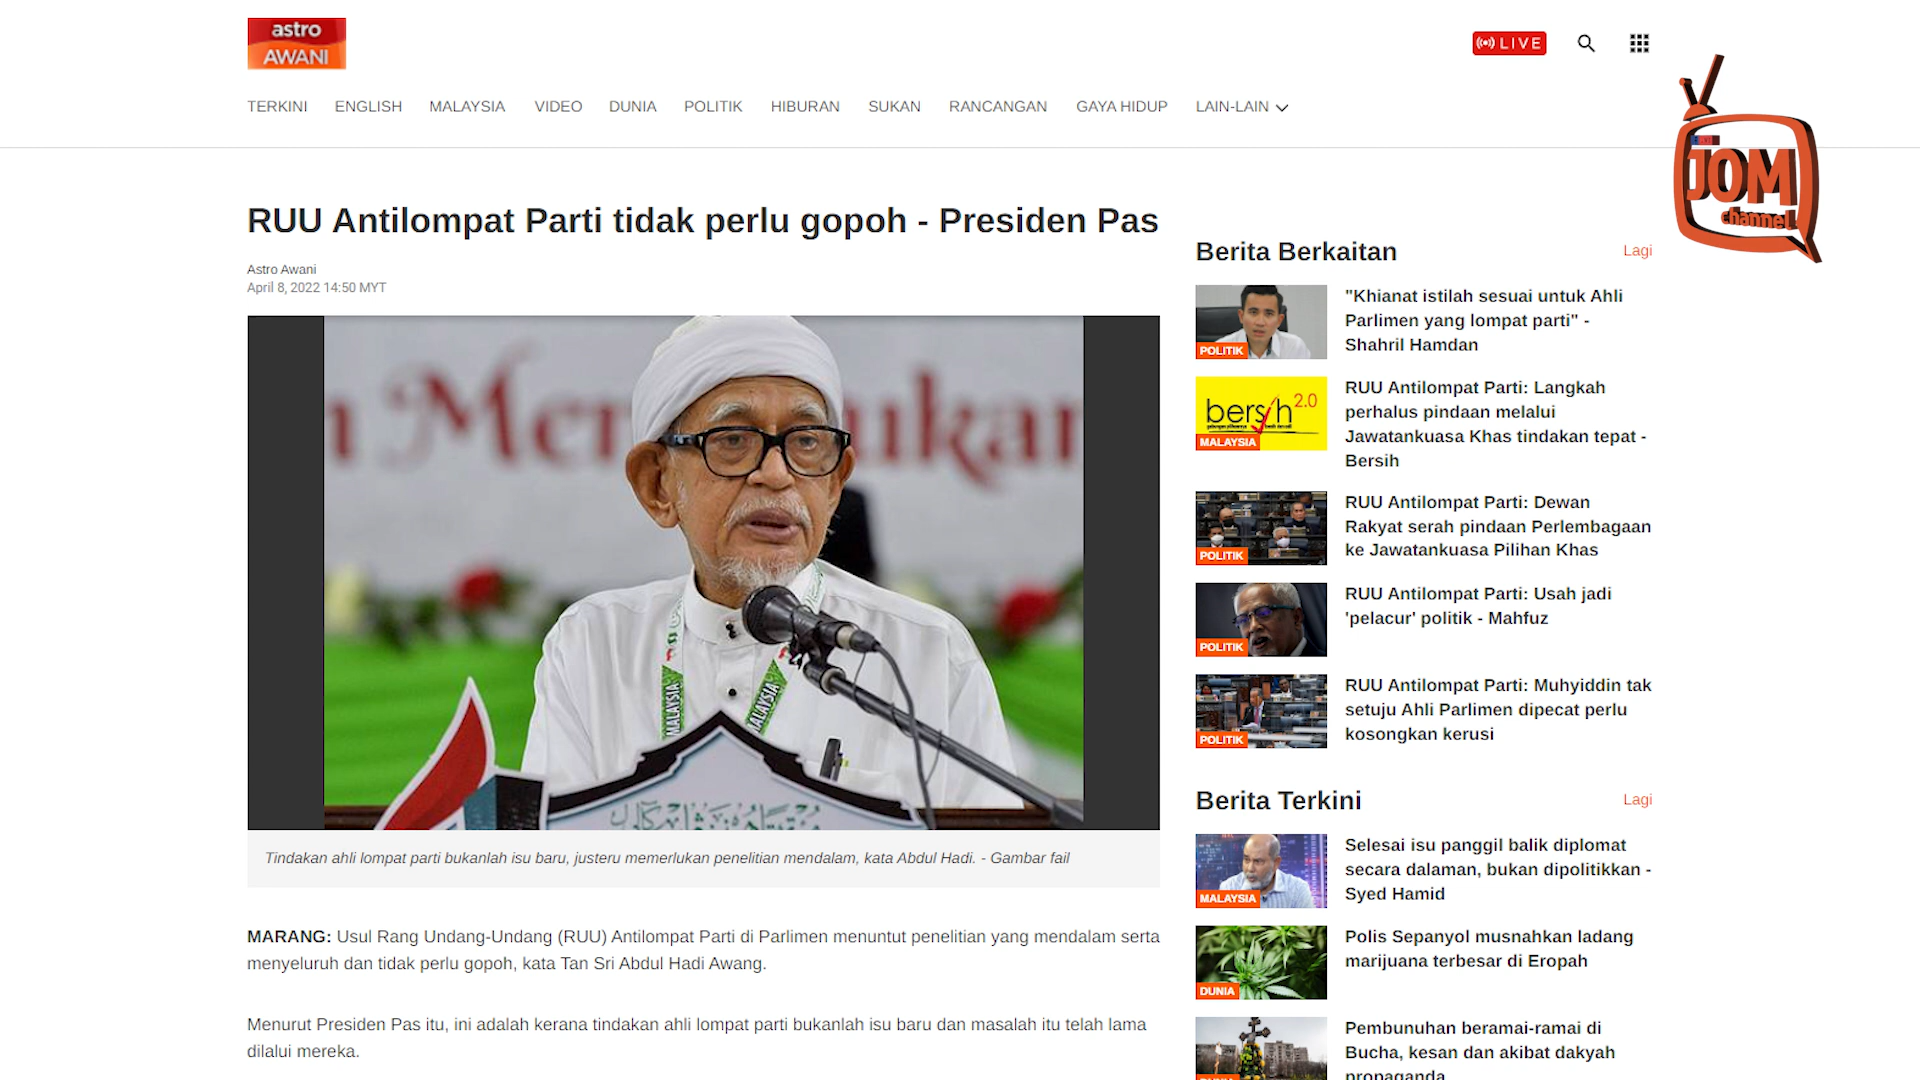 astro
AWANI
LIVE
TERKINI ENGLISH MALAYSIA VIDEO DUNIA POLITIK HIBURAN SUKAN RANCANGAN GAYA HIDUP LAIN-LAIN
JOM
channel
RUU Antilompat Parti tidak perlu gopoh - Presiden Pas
Astro Awani
April 8, 2022 14:50 MYT
MALAYSIA
MALAYSIA
Tindakan ahli lompat parti bukanlah isu baru, justeru memerlukan penelitian mendalam, kata Abdul Hadi. - Gambar fail
MARANG: Usul Rang Undang-Undang (RUU) Antilompat Parti di Parlimen menuntut penelitian yang mendalam serta
menyeluruh dan tidak perlu gopoh, kata Tan Sri Abdul Hadi Awang.
Menurut Presiden Pas itu, ini adalah kerana tindakan ahli lompat parti bukanlah isu baru dan masalah itu telah lama
dilalui mereka.
Berita Berkaitan
Lagi
POLITIK
"Khianat istilah sesuai untuk Ahli
Parlimen yang lompat parti" -
Shahril Hamdan
bersih 2.0
MALAYSIA
RUU Antilompat Parti: Langkah
perhalus pindaan melalui
Jawatankuasa Khas tindakan tepat -
Bersih
POLITIK
RUU Antilompat Parti: Dewan
Rakyat serah pindaan Perlembagaan
ke Jawatankuasa Pilihan Khas
POLITIK
RUU Antilompat Parti: Usah jadi
'pelacur' politik - Mahfuz
POLITIK
RUU Antilompat Parti: Muhyiddin tak
setuju Ahli Parlimen dipecat perlu
kosongkan kerusi
Berita Terkini
Lagi
MALAYSIA
Selesai isu panggil balik diplomat
secara dalaman, bukan dipolitikkan -
Syed Hamid
DUNIA
Polis Sepanyol musnahkan ladang
marijuana terbesar di Eropah
Pembunuhan beramai-ramai di
Bucha, kesan dan akibat dakyah
propaganda